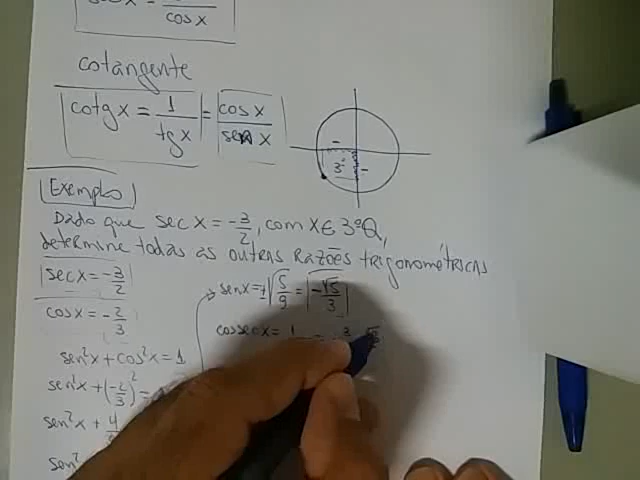 cos x
cotangente
cotg x = 1/tg x = cos x/sen x
3º
Exemplo
Dado que sec x = -3/2, com x ∈ 3ºQ,
determine todas as outras razões trigonométricas
sec x = -3/2
cos x = -2/3
sen²x + cos²x = 1
sen²x + (-2/3)² =
sen²x + 4/
sen²
sen x = ±√5/9 = -√5/3
cossec x = 1